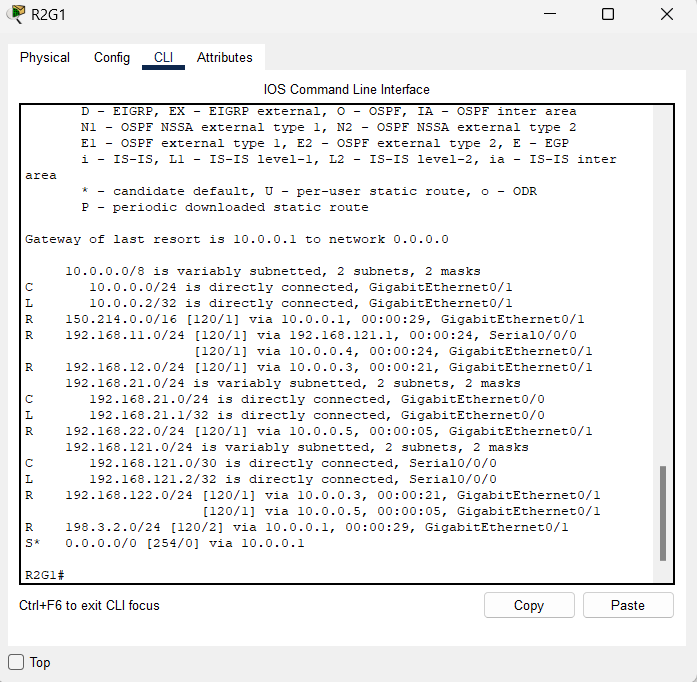 R2G1
Physical Config CLI Attributes
IOS Command Line Interface
D - EIGRP, EX - EIGRP external, O - OSPF, IA - OSPF inter area
N1 - OSPF NSSA external type 1, N2 - OSPF NSSA external type 2
E1 - OSPF external type 1, E2 - OSPF external type 2, E - EGP
i - IS-IS, L1 - IS-IS level-1, L2 - IS-IS level-2, ia - IS-IS inter
area
* - candidate default, U - per-user static route, o - ODR
P - periodic downloaded static route
Gateway of last resort is 10.0.0.1 to network 0.0.0.0
10.0.0.0/8 is variably subnetted, 2 subnets, 2 masks
C 10.0.0.0/24 is directly connected, GigabitEthernet0/1
L 10.0.0.2/32 is directly connected, GigabitEthernet0/1
R 150.214.0.0/16 [120/1] via 10.0.0.1, 00:00:29, GigabitEthernet0/1
R 192.168.11.0/24 [120/1] via 192.168.121.1, 00:00:24, Serial0/0/0
[120/1] via 10.0.0.4, 00:00:24, GigabitEthernet0/1
R 192.168.12.0/24 [120/1] via 10.0.0.3, 00:00:21, GigabitEthernet0/1
192.168.21.0/24 is variably subnetted, 2 subnets, 2 masks
C 192.168.21.0/24 is directly connected, GigabitEthernet0/0
L 192.168.21.1/32 is directly connected, GigabitEthernet0/0
R 192.168.22.0/24 [120/1] via 10.0.0.5, 00:00:05, GigabitEthernet0/1
192.168.121.0/24 is variably subnetted, 2 subnets, 2 masks
C 192.168.121.0/30 is directly connected, Serial0/0/0
L 192.168.121.2/32 is directly connected, Serial0/0/0
R 192.168.122.0/24 [120/1] via 10.0.0.3, 00:00:21, GigabitEthernet0/1
[120/1] via 10.0.0.5, 00:00:05, GigabitEthernet0/1
R 198.3.2.0/24 [120/2] via 10.0.0.1, 00:00:29, GigabitEthernet0/1
S* 0.0.0.0/0 [254/0] via 10.0.0.1
R2G1#
Ctrl+F6 to exit CLI focus
Copy Paste
Top